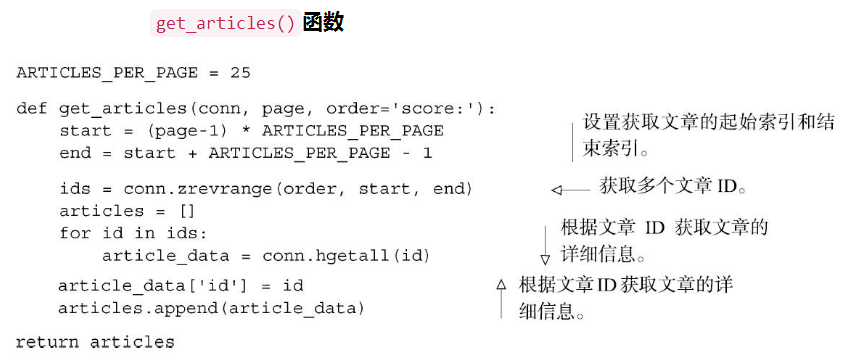 get_articles()函数
ARTICLES_PER_PAGE = 25
def get_articles(conn, page, order='score:'):
    start = (page-1) * ARTICLES_PER_PAGE
    end = start + ARTICLES_PER_PAGE - 1
设置获取文章的起始索引和结
束索引。
    ids = conn.zrevrange(order, start, end)
获取多个文章 ID。
    articles = []
    for id in ids:
        article_data = conn.hgetall(id)
根据文章 ID 获取文章的
详细信息。
    article_data['id'] = id
    articles.append(article_data)
根据文章ID获取文章的详
细信息。
return articles